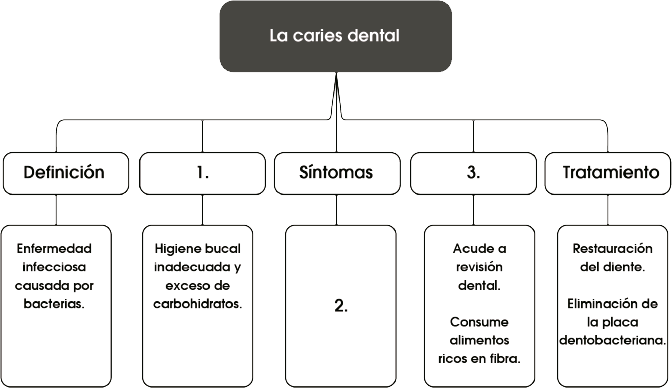 La caries dental
Definición
1.
Síntomas
3.
Tratamiento
Enfermedad
infecciosa
causada por
bacterias.
Higiene bucal
inadecuada y
exceso de
carbohidratos.
2.
Acude a
revisión
dental.
Consume
alimentos
ricos en fibra.
Restauración
del diente.
Eliminación de
la placa
dentobacteriana.